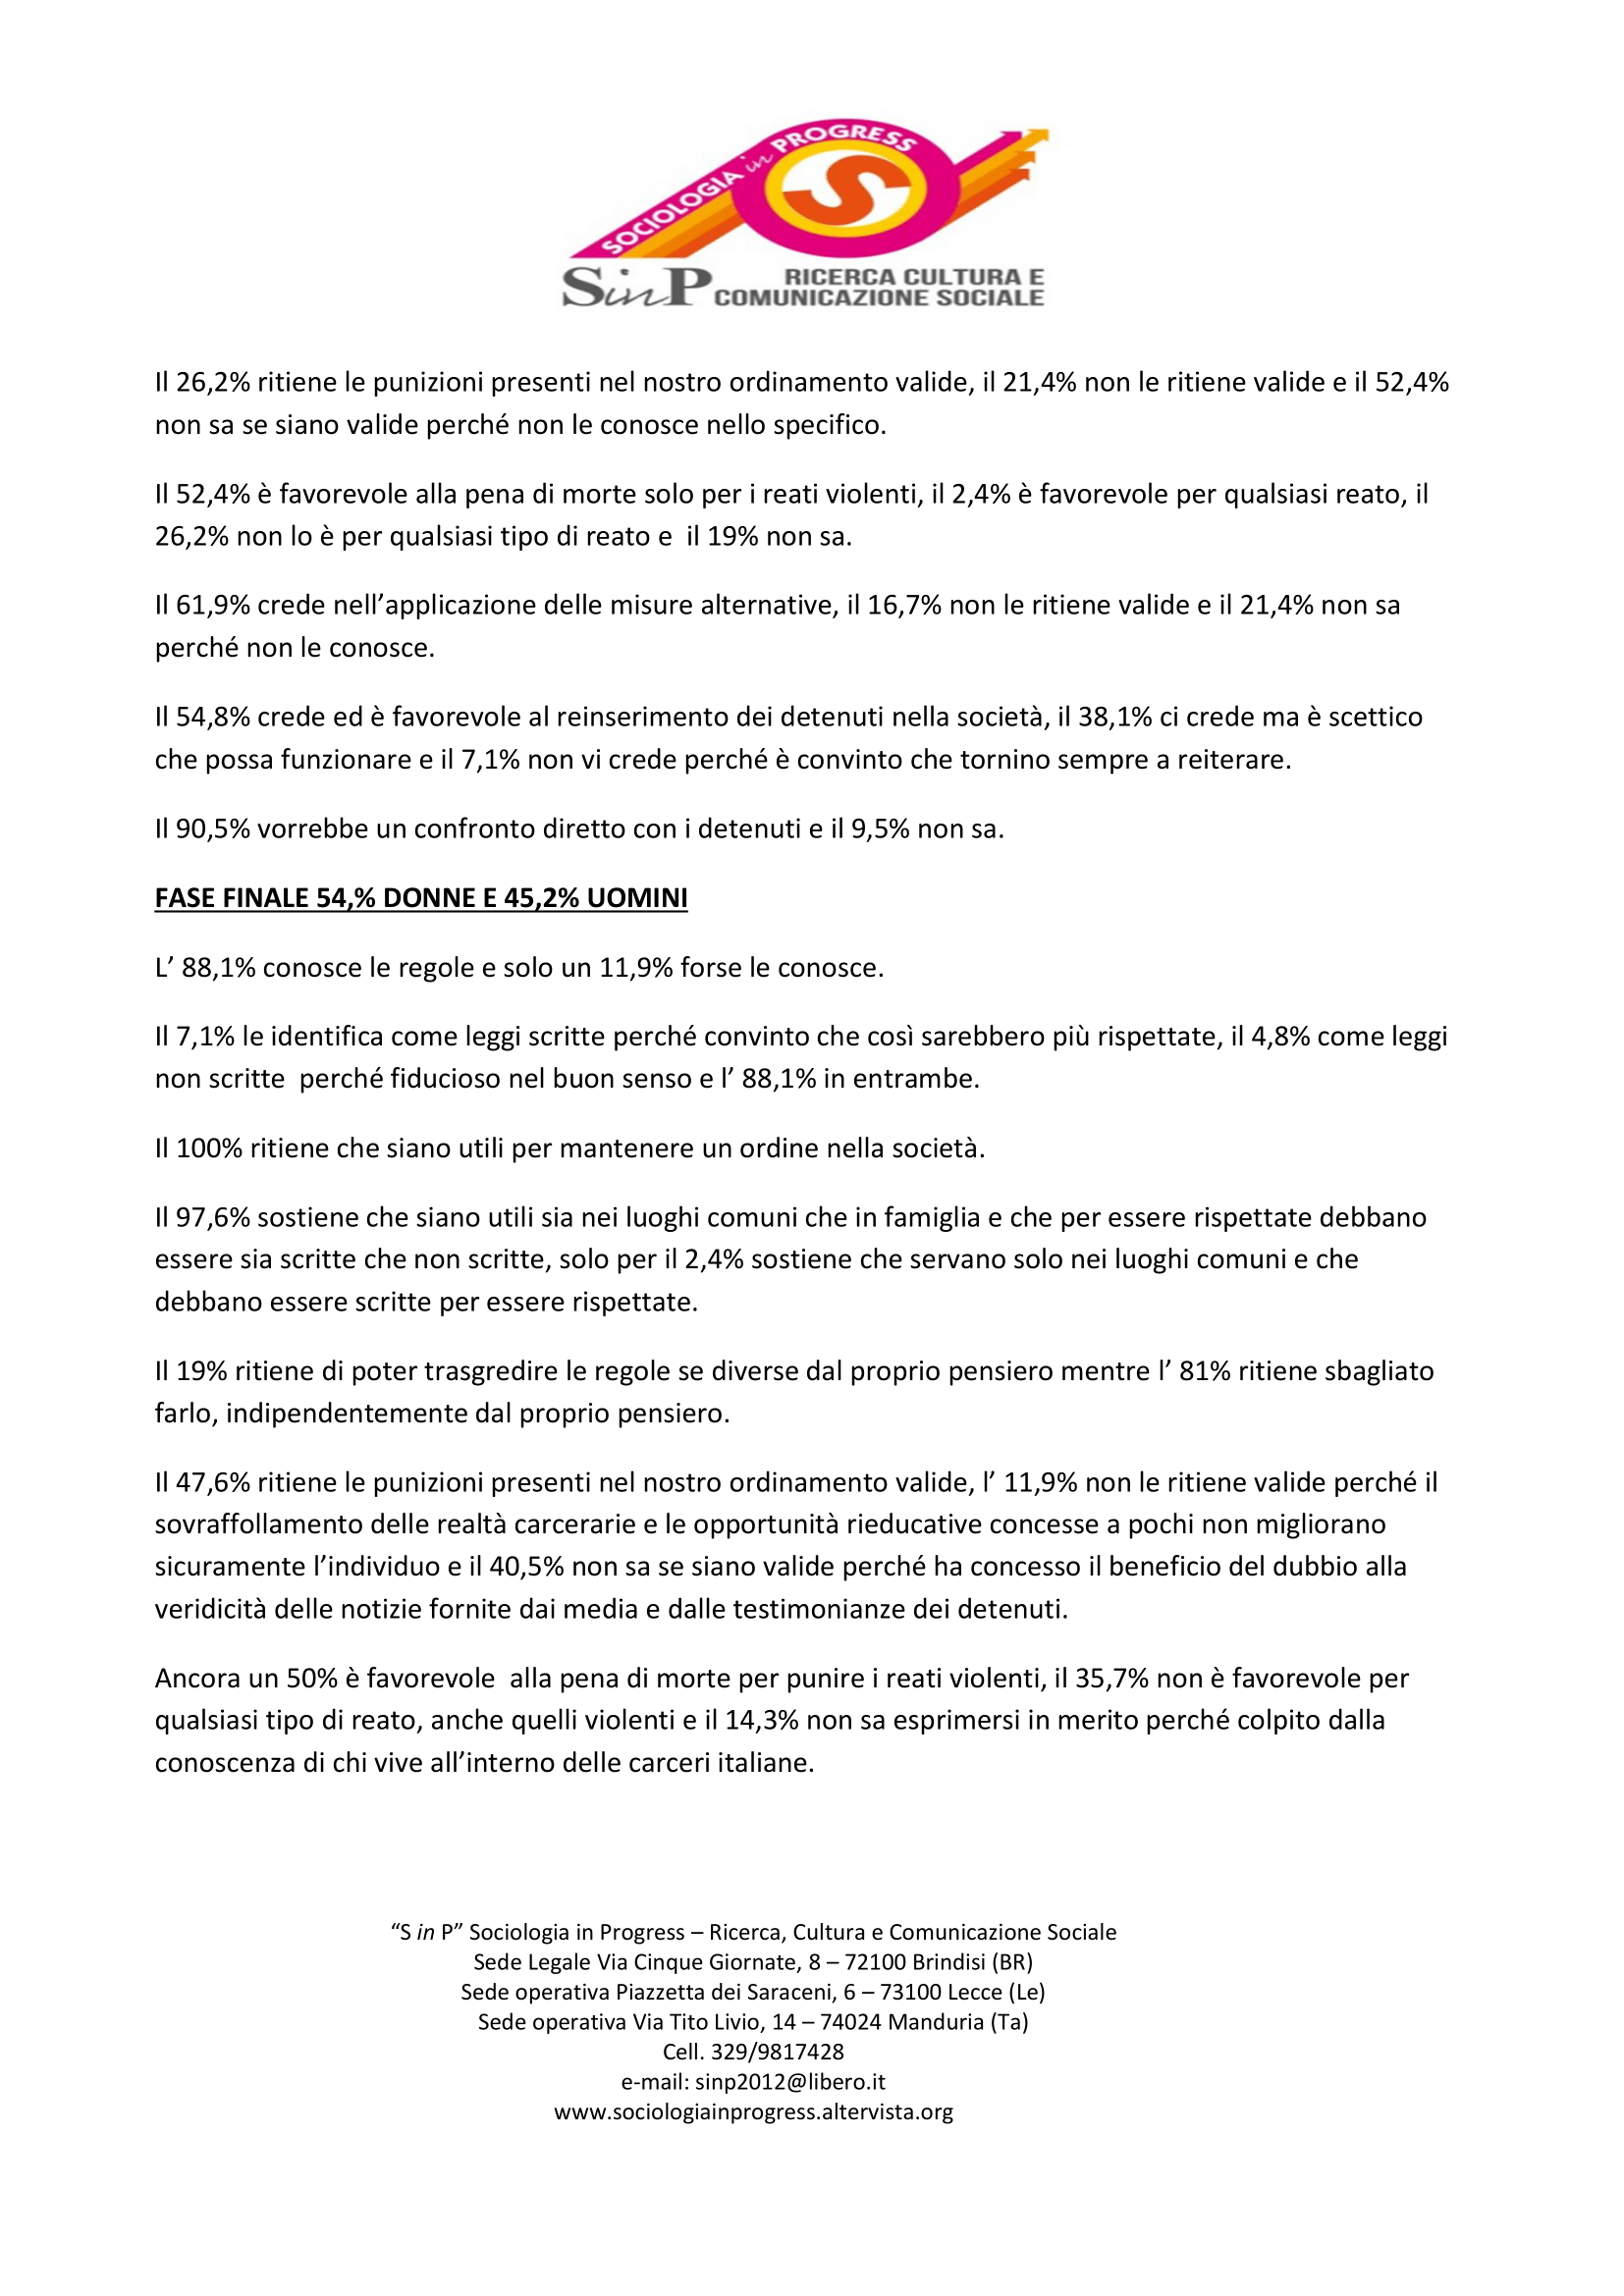 SOCIOLOGIA in PROGRESS
S
SinP RICERCA CULTURA E
COMUNICAZIONE SOCIALE
Il 26,2% ritiene le punizioni presenti nel nostro ordinamento valide, il 21,4% non le ritiene valide e il 52,4%
non sa se siano valide perché non le conosce nello specifico.
Il 52,4% è favorevole alla pena di morte solo per i reati violenti, il 2,4% è favorevole per qualsiasi reato, il
26,2% non lo è per qualsiasi tipo di reato e  il 19% non sa.
Il 61,9% crede nell’applicazione delle misure alternative, il 16,7% non le ritiene valide e il 21,4% non sa
perché non le conosce.
Il 54,8% crede ed è favorevole al reinserimento dei detenuti nella società, il 38,1% ci crede ma è scettico
che possa funzionare e il 7,1% non vi crede perché è convinto che tornino sempre a reiterare.
Il 90,5% vorrebbe un confronto diretto con i detenuti e il 9,5% non sa.
FASE FINALE 54,% DONNE E 45,2% UOMINI
L’ 88,1% conosce le regole e solo un 11,9% forse le conosce.
Il 7,1% le identifica come leggi scritte perché convinto che così sarebbero più rispettate, il 4,8% come leggi
non scritte  perché fiducioso nel buon senso e l’ 88,1% in entrambe.
Il 100% ritiene che siano utili per mantenere un ordine nella società.
Il 97,6% sostiene che siano utili sia nei luoghi comuni che in famiglia e che per essere rispettate debbano
essere sia scritte che non scritte, solo per il 2,4% sostiene che servano solo nei luoghi comuni e che
debbano essere scritte per essere rispettate.
Il 19% ritiene di poter trasgredire le regole se diverse dal proprio pensiero mentre l’ 81% ritiene sbagliato
farlo, indipendentemente dal proprio pensiero.
Il 47,6% ritiene le punizioni presenti nel nostro ordinamento valide, l’ 11,9% non le ritiene valide perché il
sovraffollamento delle realtà carcerarie e le opportunità rieducative concesse a pochi non migliorano
sicuramente l’individuo e il 40,5% non sa se siano valide perché ha concesso il beneficio del dubbio alla
veridicità delle notizie fornite dai media e dalle testimonianze dei detenuti.
Ancora un 50% è favorevole  alla pena di morte per punire i reati violenti, il 35,7% non è favorevole per
qualsiasi tipo di reato, anche quelli violenti e il 14,3% non sa esprimersi in merito perché colpito dalla
conoscenza di chi vive all’interno delle carceri italiane.
“S in P” Sociologia in Progress – Ricerca, Cultura e Comunicazione Sociale
Sede Legale Via Cinque Giornate, 8 – 72100 Brindisi (BR)
Sede operativa Piazzetta dei Saraceni, 6 – 73100 Lecce (Le)
Sede operativa Via Tito Livio, 14 – 74024 Manduria (Ta)
Cell. 329/9817428
e-mail: sinp2012@libero.it
www.sociologiainprogress.altervista.org